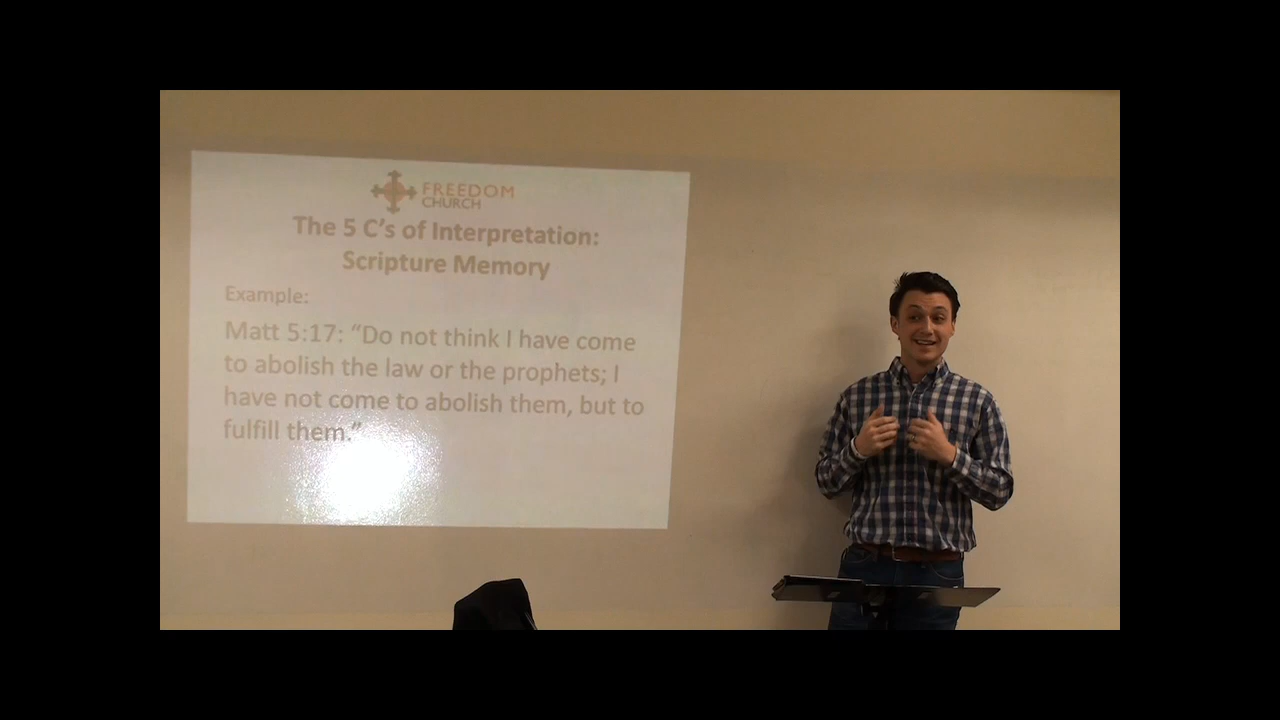 FREEDOM
CHURCH
The 5 C's of Interpretation:
Scripture Memory
Example:
Matt 5:17: “Do not think I have come
to abolish the law or the prophets; I
have not come to abolish them, but to
fulfill them.”